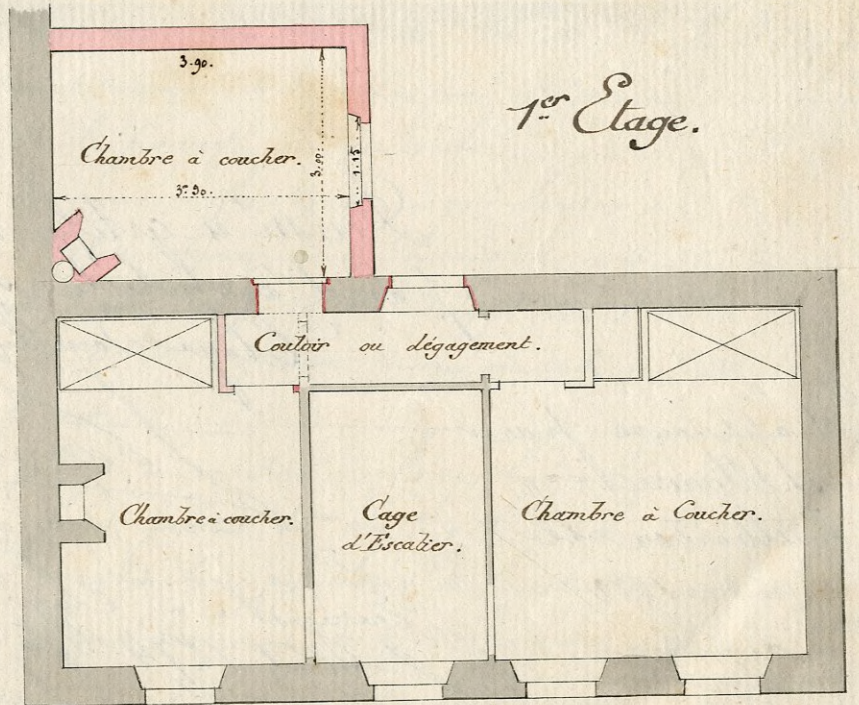 1er Etage.
3.90.
Chambre à coucher.
3.00.
1.15
3.90.
Couloir ou dégagement.
Chambre à coucher.
Cage
d'Escalier.
Chambre à Coucher.